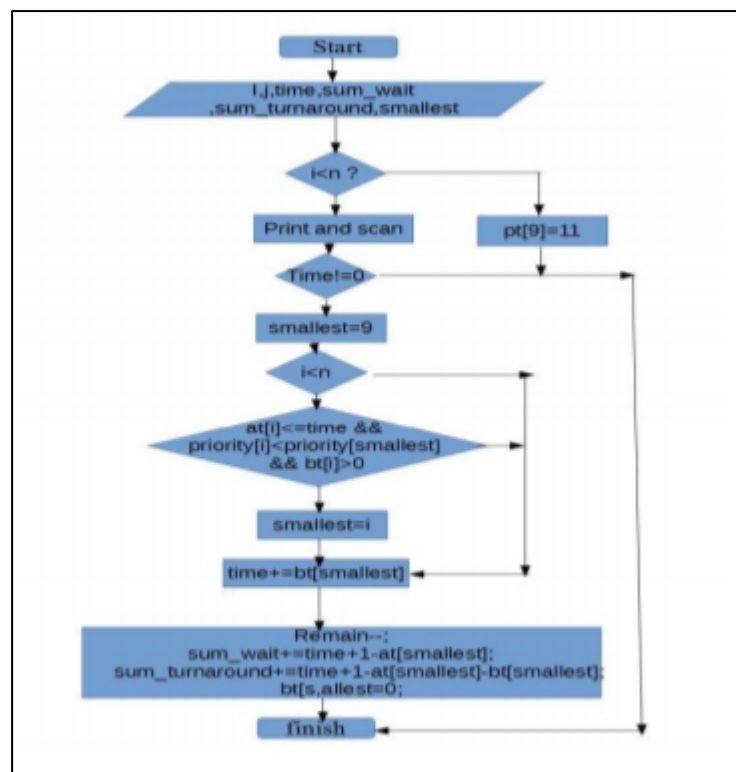 Start
I,j,time,sum_wait
,sum_turnaround,smallest
i<n ?
Print and scan
pt[9]=11
Time!=0
smallest=9
i<n
at[i]<=time &&
priority[i]<priority[smallest]
&& bt[i]>0
smallest=i
time+=bt[smallest]
Remain--;
sum_wait+=time+1-at[smallest];
sum_turnaround+=time+1-at[smallest]-bt[smallest];
bt[s,allest=0;
finish